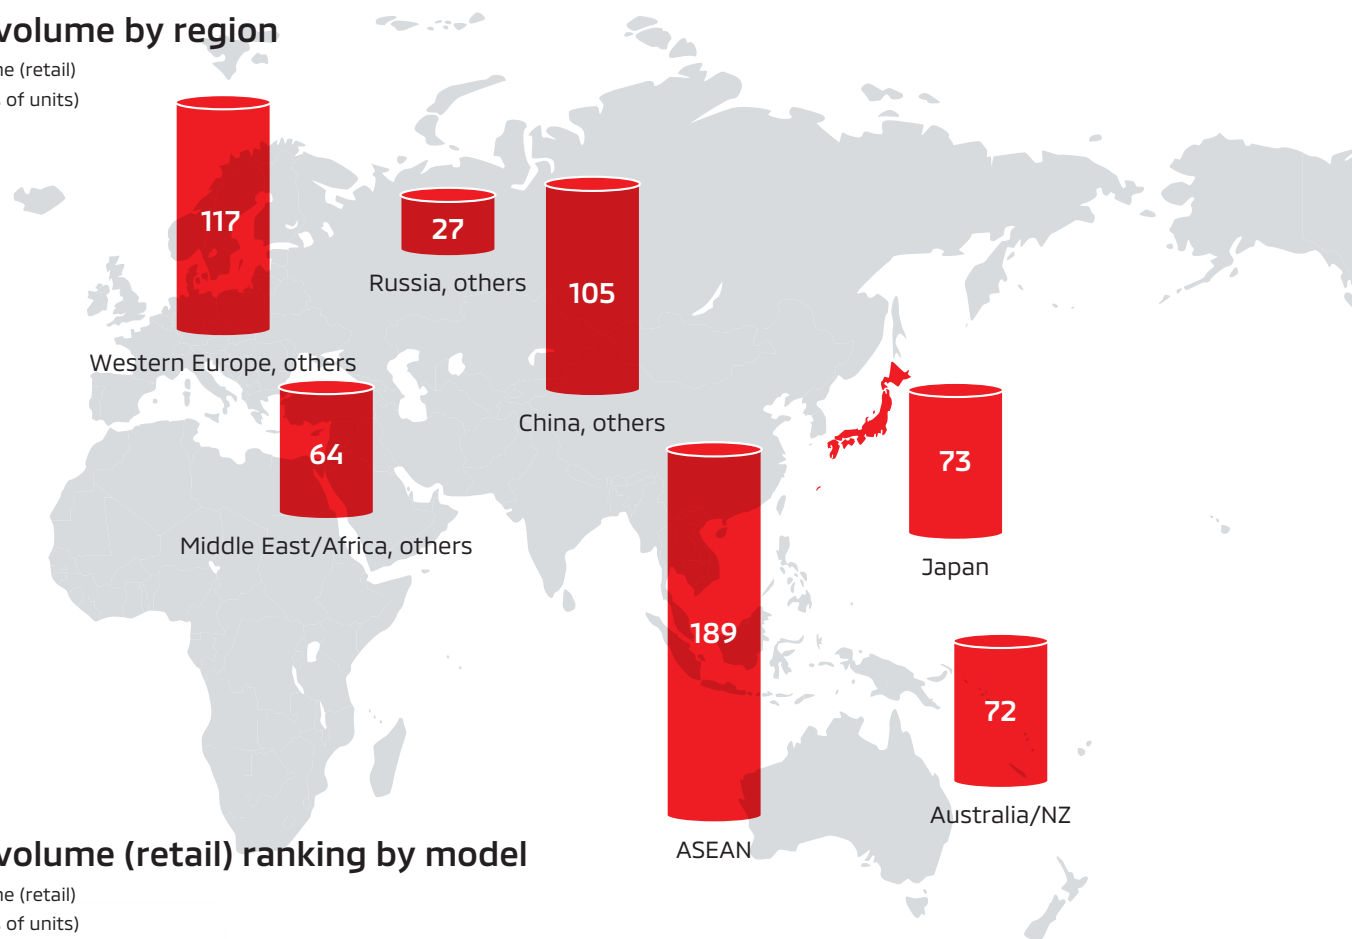 volume by region
ne (retail)
s of units)
117
27
Russia, others
105
Western Europe, others
China, others
64
Middle East/Africa, others
73
Japan
189
72
Australia/NZ
ASEAN
volume (retail) ranking by model
ne (retail)
s of units)